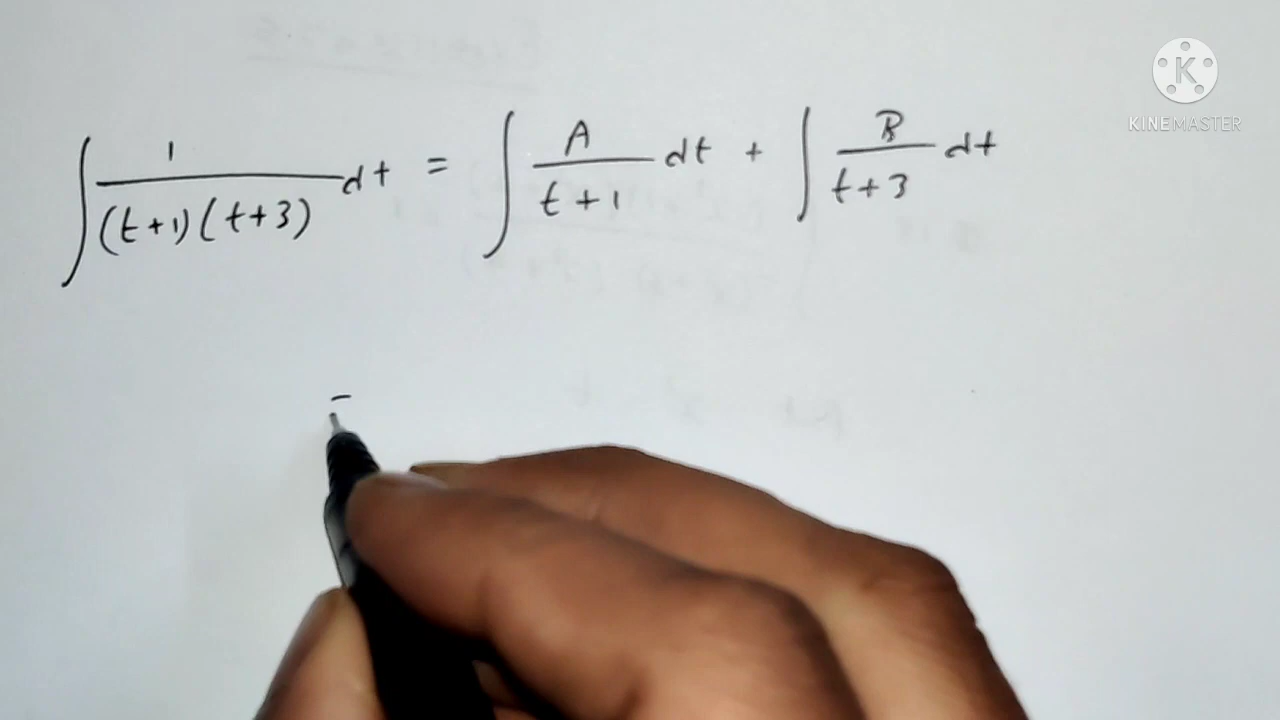 ∫ 1/((t+1)(t+3)) dt = ∫ A/(t+1) dt + ∫ B/(t+3) dt
K
KINEMASTER